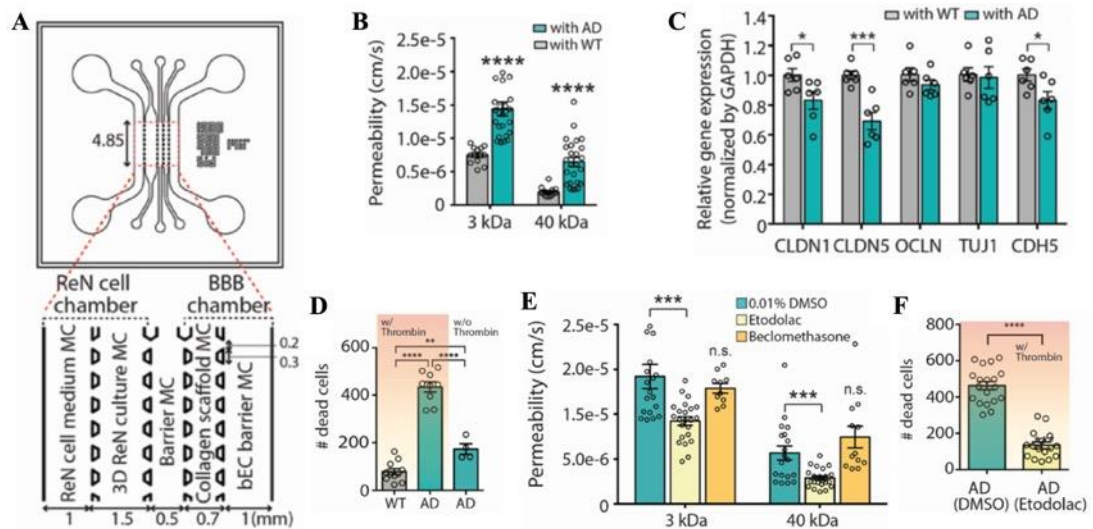 A
4.85
ReN cell
chamber
BBB
chamber
ReN cell medium MC
3D ReN culture MC
Barrier MC
Collagen scaffold MC
bEC barrier MC
0.2
0.3
1
1.5
0.5
0.7
1(mm)
B
with AD
with WT
Permeability (cm/s)
2.5e-5
2.0e-5
1.5e-5
1.0e-5
0.5e-6
0
****
****
3 kDa
40 kDa
C
with WT
with AD
Relative gene expression
(normalized by GAPDH)
1.4
1.2
1.0
0.8
0.6
0.4
0.2
0
*
***
*
CLDN1
CLDN5
OCLN
TUJ1
CDH5
D
w/
Thrombin
w/o Thrombin
# dead cells
600
400
200
0
**
****
****
WT
AD
AD
E
0.01% DMSO
Etodolac
Beclomethasone
Permeability (cm/s)
2.5e-5
1.5e-5
5.0e-6
0
***
n.s.
***
n.s.
3 kDa
40 kDa
F
# dead cells
800
600
400
200
0
****
w/
Thrombin
AD
(DMSO)
AD
(Etodolac)